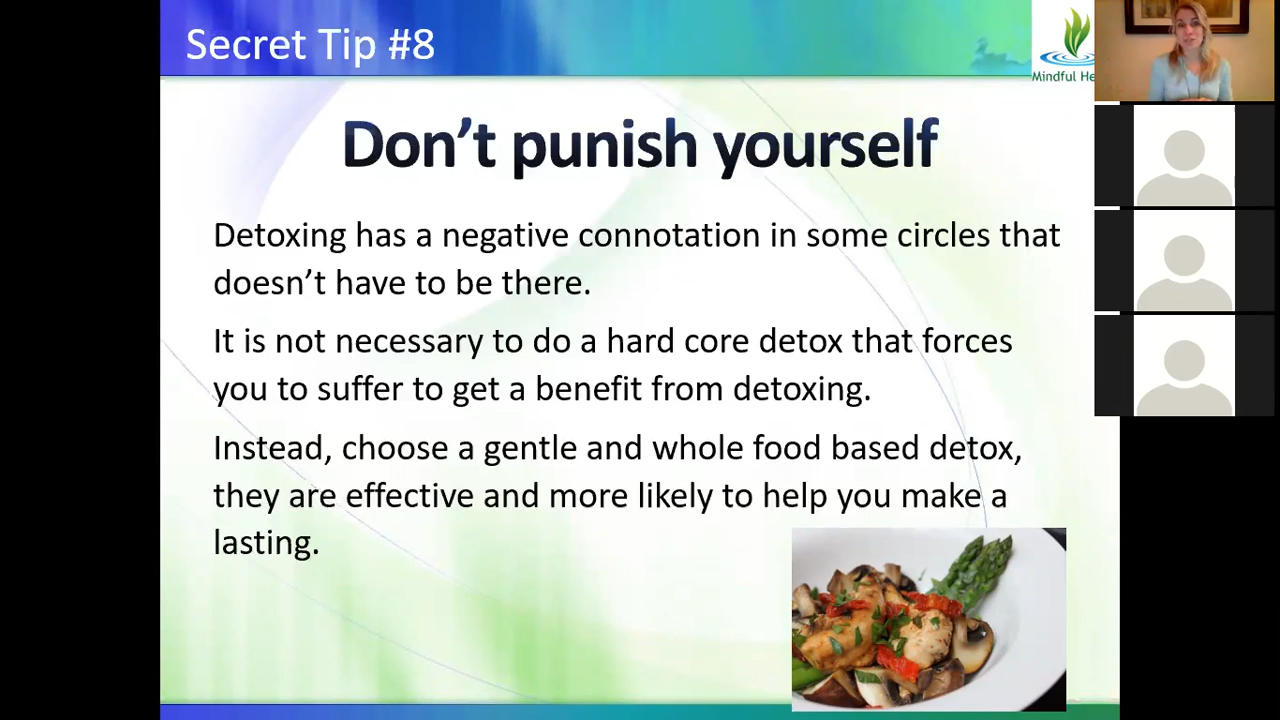 Secret Tip #8
Mindful He
Don't punish yourself
Detoxing has a negative connotation in some circles that
doesn't have to be there.
It is not necessary to do a hard core detox that forces
you to suffer to get a benefit from detoxing.
Instead, choose a gentle and whole food based detox,
they are effective and more likely to help you make a
lasting.